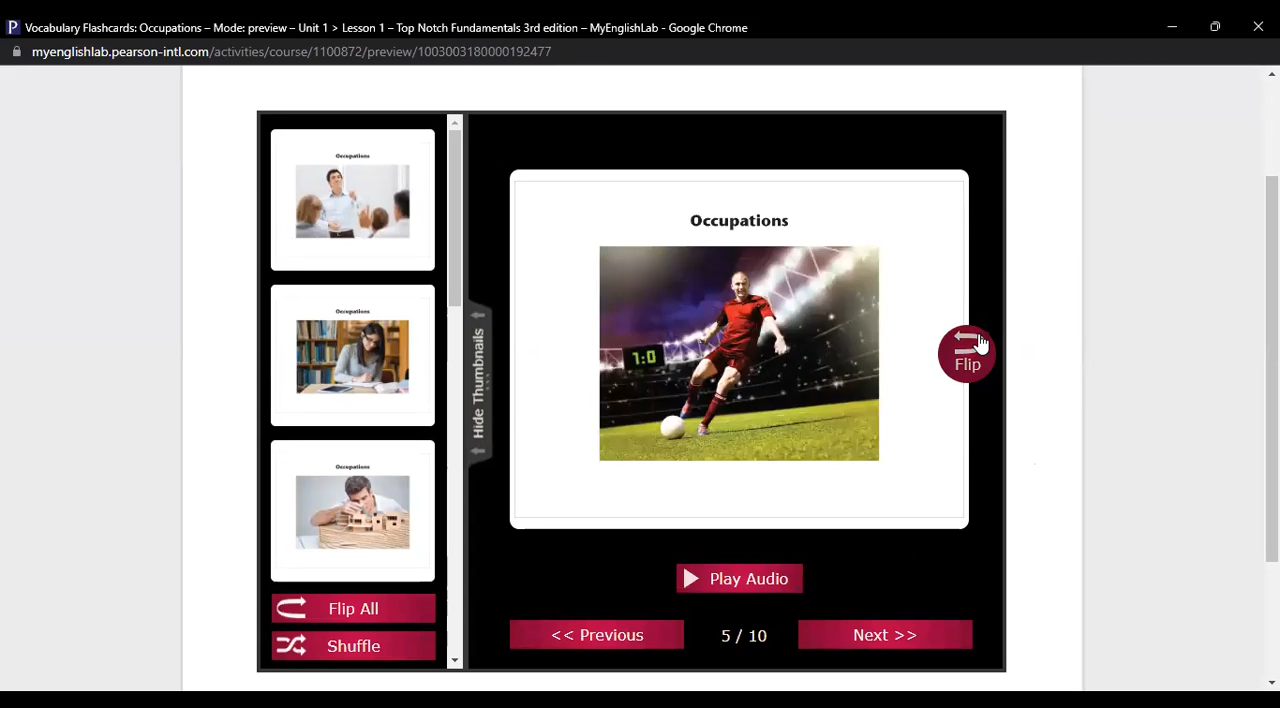 Vocabulary Flashcards: Occupations – Mode: preview – Unit 1 > Lesson 1 – Top Notch Fundamentals 3rd edition – MyEnglishLab - Google Chrome
myenglishlab.pearson-intl.com/activities/course/1100872/preview/1003003180000192477
Occupations
Occupations
Occupations
Flip All
Shuffle
Hide Thumbnails
Occupations
1:0
Flip
Play Audio
<< Previous
5 / 10
Next >>